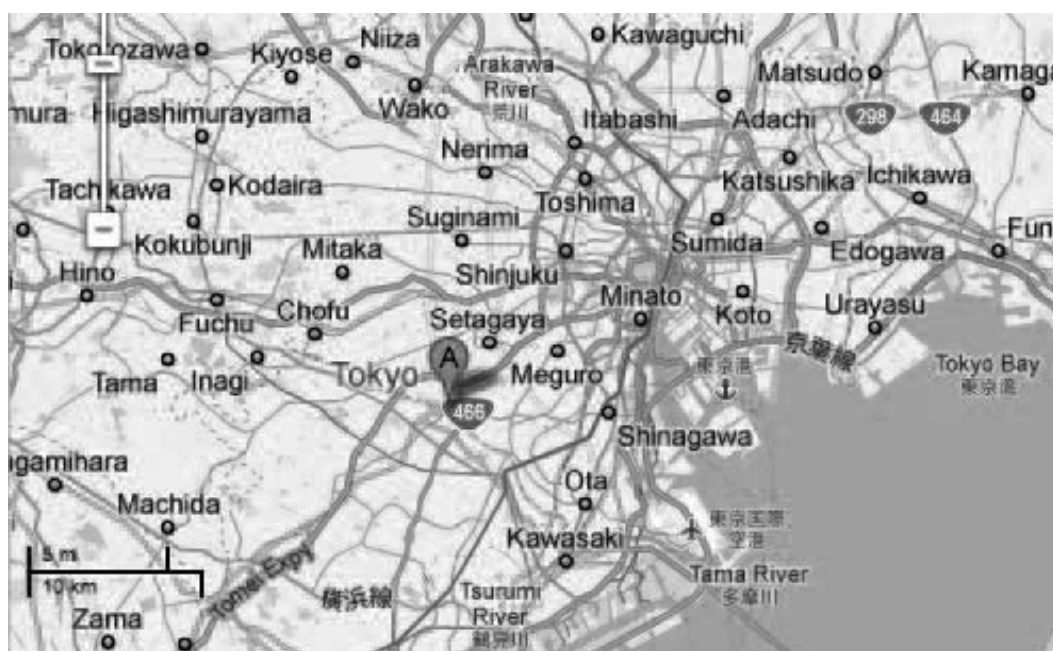 Tokorozawa
Kiyose
Niiza
Kawaguchi
Arakawa
River
荒川
Matsudo
Kamaga
mura
Higashimurayama
Wako
Itabashi
Adachi
298
464
Nerima
Tachikawa
Kodaira
Toshima
Katsushika
Ichikawa
Suginami
Kokubunji
Mitaka
Shinjuku
Sumida
Edogawa
Fun
Hino
Fuchu
Chofu
Setagaya
Minato
Koto
Urayasu
Tama
Inagi
Tokyo
A
Meguro
東京港
京葉線
Tokyo Bay
東京湾
466
Shinagawa
ngamihara
Machida
Ota
東京国際
空港
Kawasaki
5 mi
10 km
Tomei Expy
横浜線
Tsurumi
River
鶴見川
Tama River
多摩川
Zama